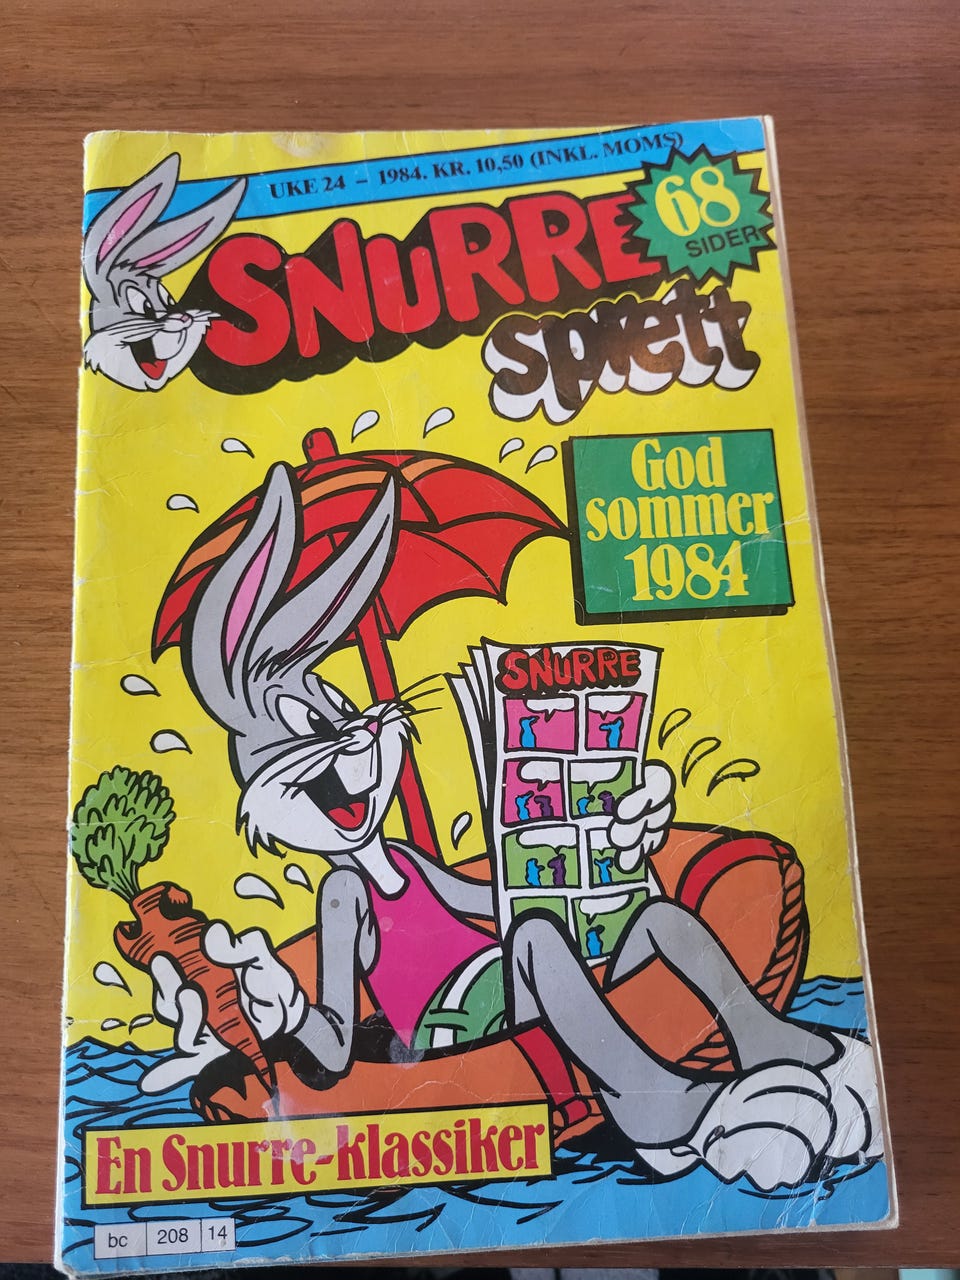 UKE 24 – 1984. KR. 10,50 (INKL. MOMS)
68
SIDER
SNURRE
sprett
God
sommer
1984
SNURRE
En Snurre-klassiker
bc 208 14